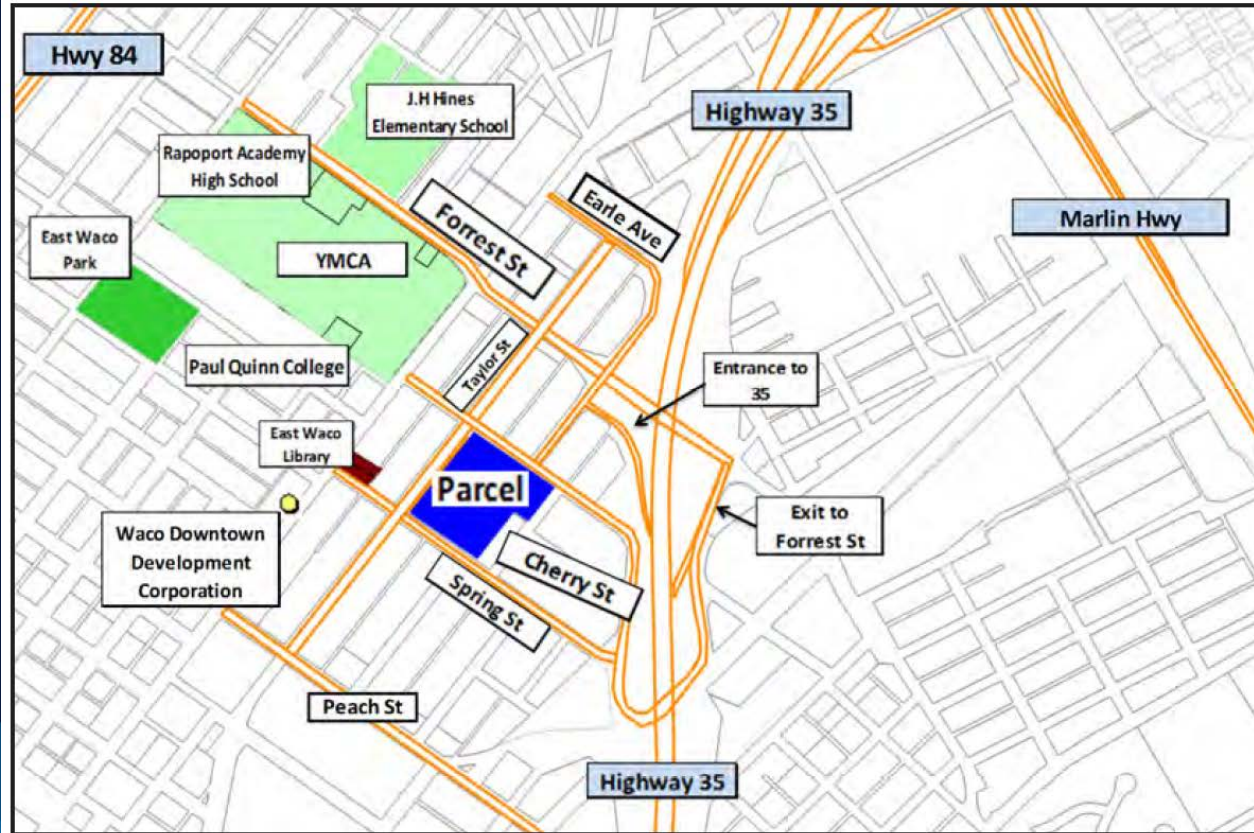 Hwy 84
J.H Hines
Elementary School
Highway 35
Rapoport Academy
High School
Earle Ave
Marlin Hwy
East Waco
Park
Forrest St
YMCA
Taylor St
Paul Quinn College
Entrance to
35
East Waco
Library
Parcel
Waco Downtown
Development
Corporation
Exit to
Forrest St
Cherry St
Spring St
Peach St
Highway 35